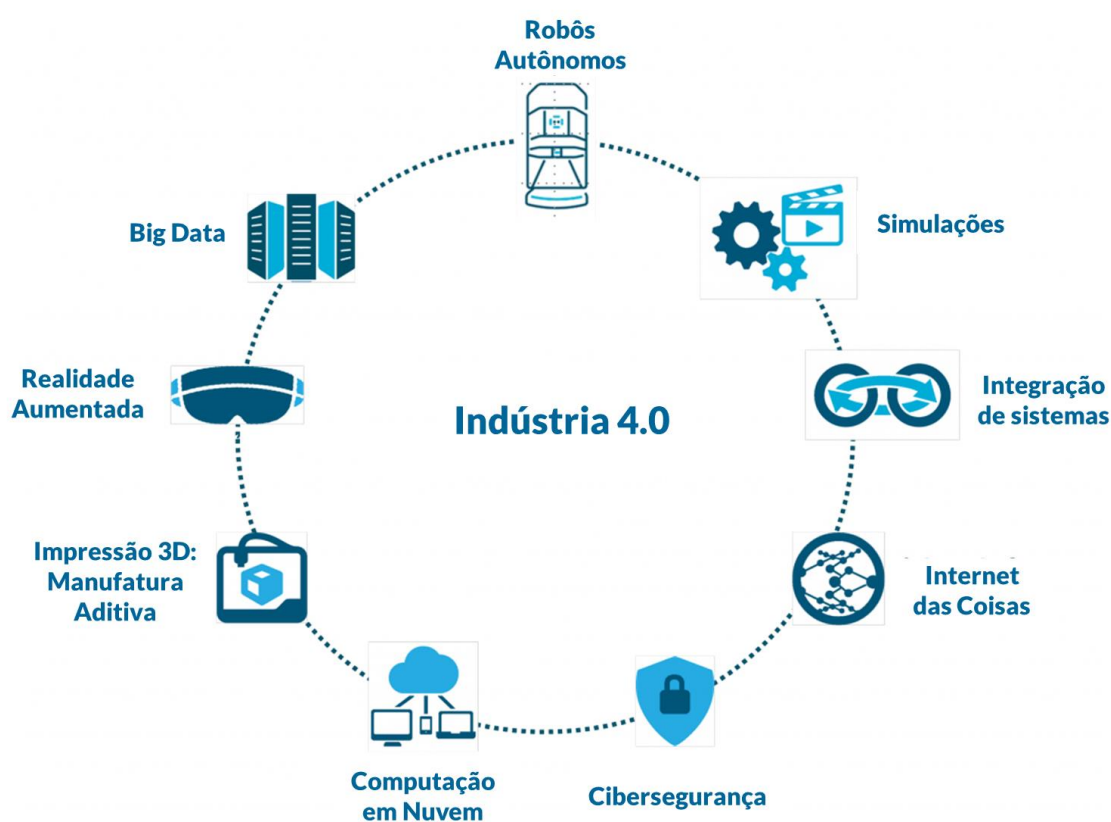 Robôs
Autônomos
Simulações
Integração
de sistemas
Internet
das Coisas
Cibersegurança
Computação
em Nuvem
Impressão 3D:
Manufatura
Aditiva
Realidade
Aumentada
Big Data
Indústria 4.0